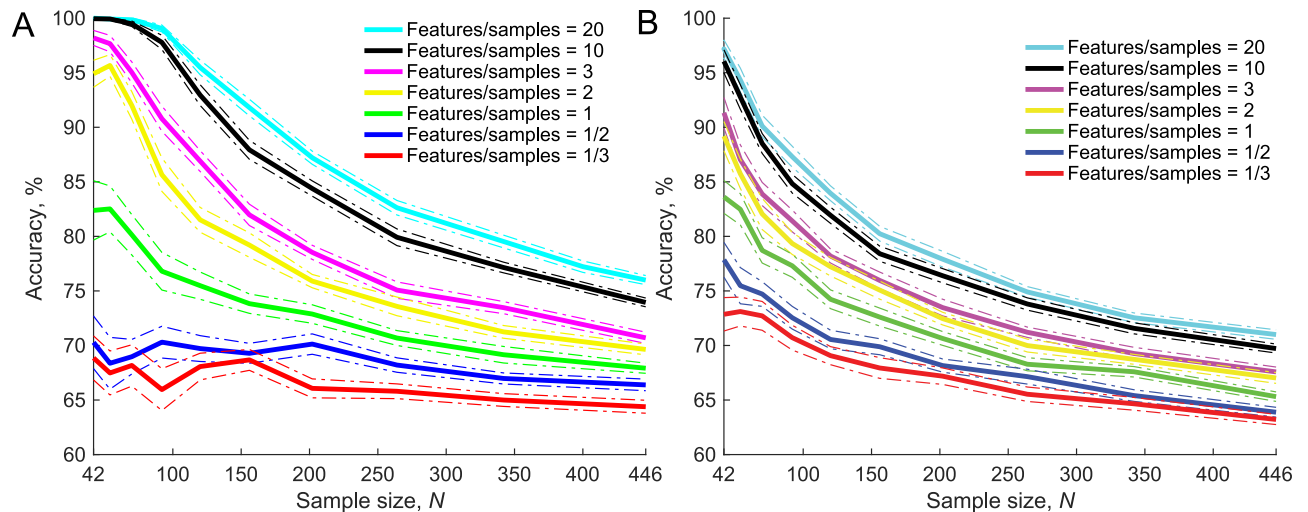 A
100
95
90
85
80
75
70
65
60
Accuracy, %
42
100
150
200
250
300
350
400
446
Sample size, N
Features/samples = 20
Features/samples = 10
Features/samples = 3
Features/samples = 2
Features/samples = 1
Features/samples = 1/2
Features/samples = 1/3
B
100
95
90
85
80
75
70
65
60
Accuracy, %
42
100
150
200
250
300
350
400
446
Sample size, N
Features/samples = 20
Features/samples = 10
Features/samples = 3
Features/samples = 2
Features/samples = 1
Features/samples = 1/2
Features/samples = 1/3